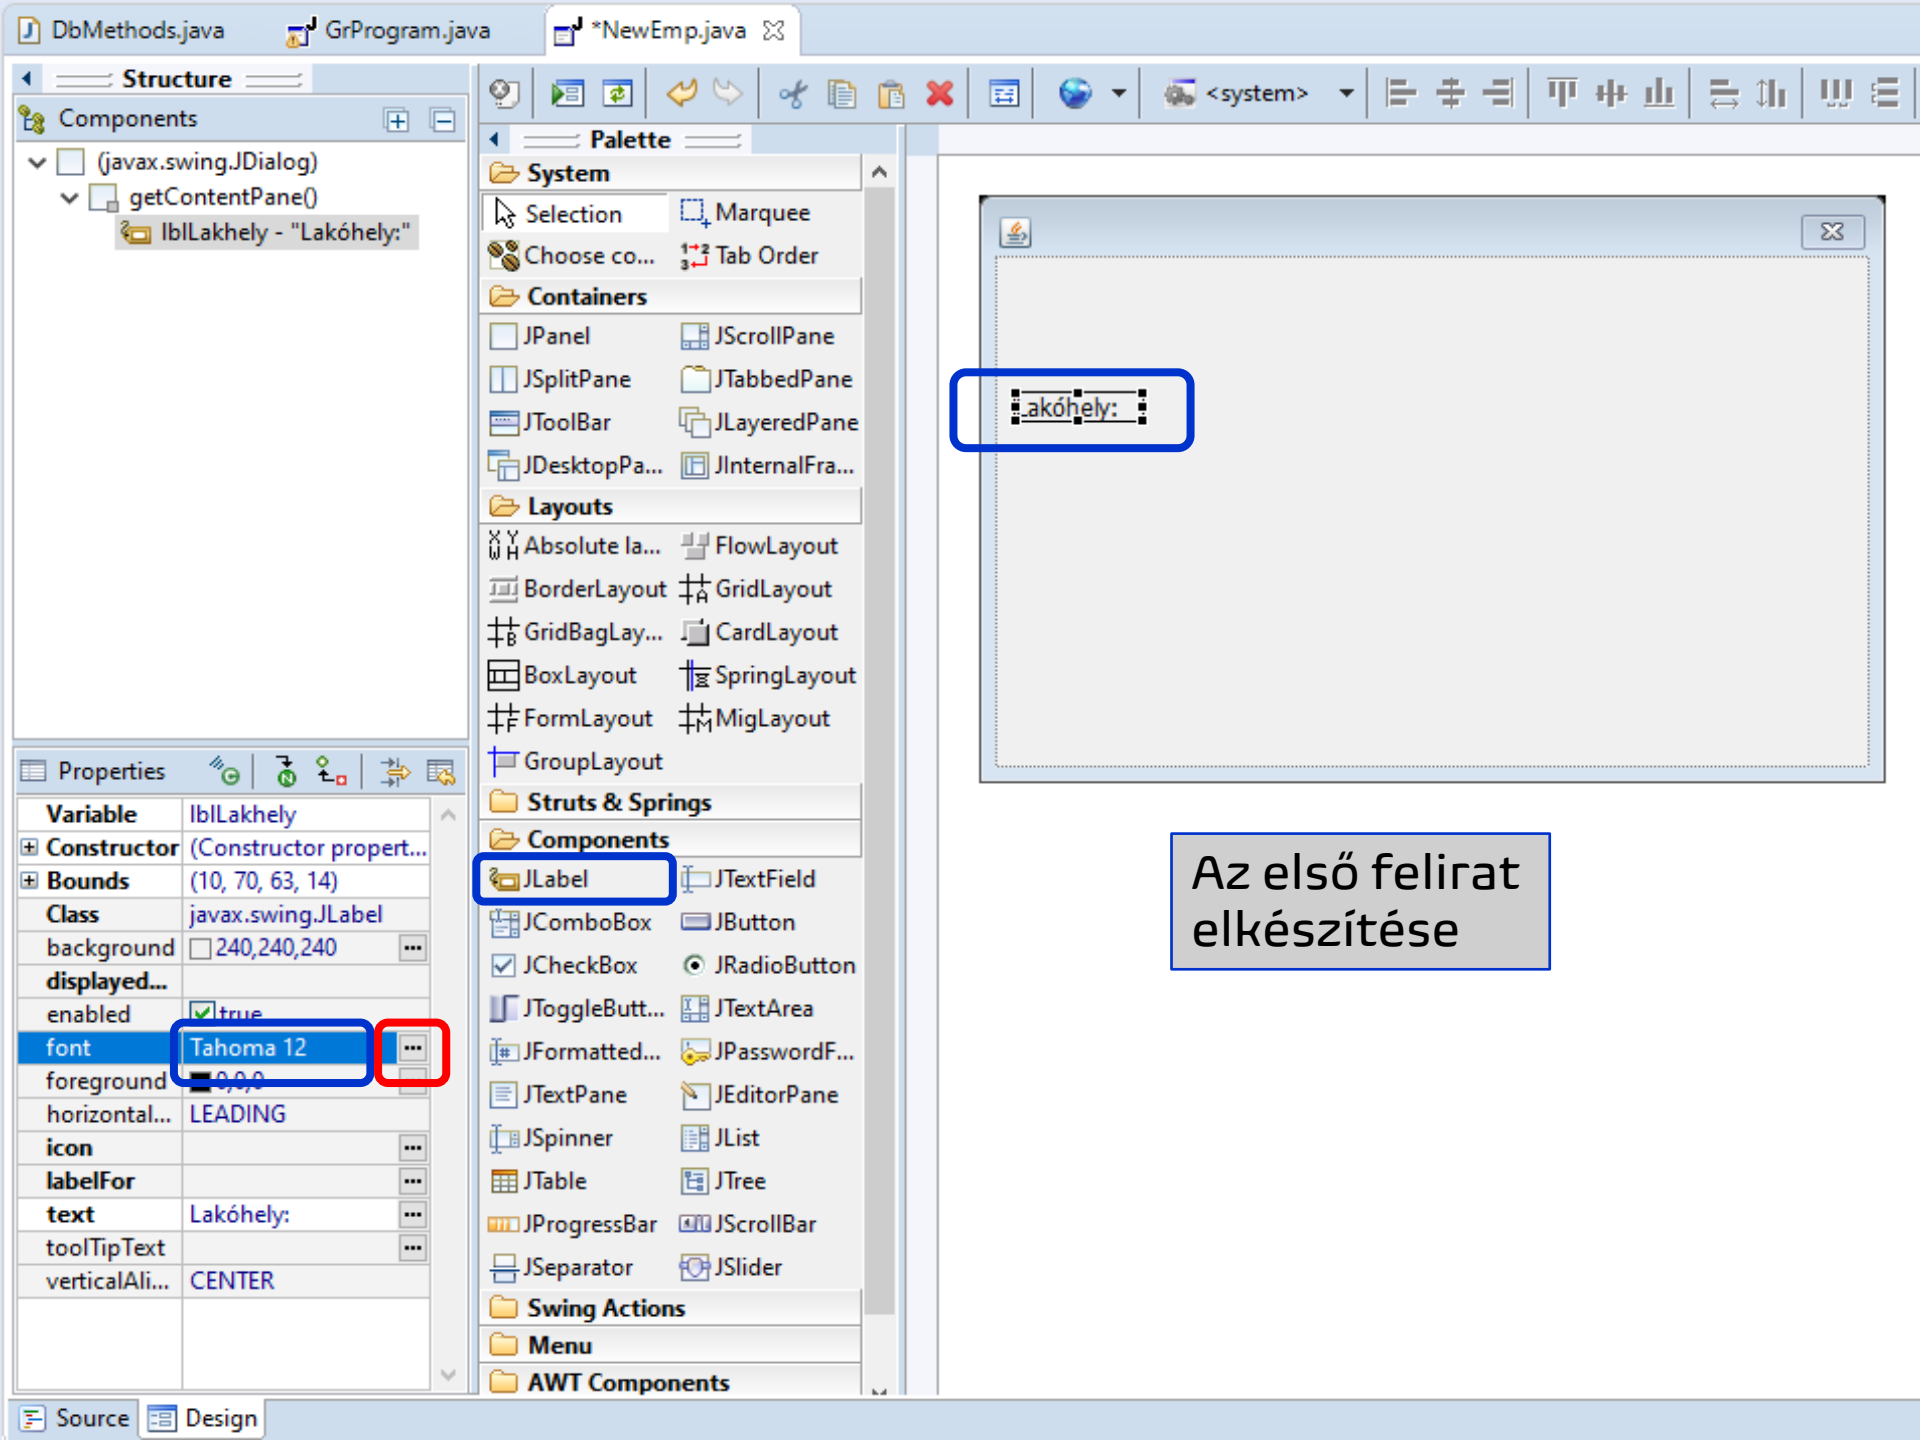 DbMethods.java
GrProgram.java
*NewEmp.java
Structure
Components
(javax.swing.JDialog)
getContentPane()
lblLakhely - "Lakóhely:"
<system>
Palette
System
Selection
Marquee
Choose co...
Tab Order
Containers
JPanel
JScrollPane
JSplitPane
JTabbedPane
JToolBar
JLayeredPane
JDesktopPa...
JInternalFra...
Layouts
Absolute la...
FlowLayout
BorderLayout
GridLayout
GridBagLay...
CardLayout
BoxLayout
SpringLayout
FormLayout
MigLayout
GroupLayout
Struts & Springs
Components
JLabel
JTextField
JComboBox
JButton
JCheckBox
JRadioButton
JToggleButt...
JTextArea
JFormatted...
JPasswordF...
JTextPane
JEditorPane
JSpinner
JList
JTable
JTree
JProgressBar
JScrollBar
JSeparator
JSlider
Swing Actions
Menu
AWT Components
Properties
Variable lblLakhely
Constructor (Constructor propert...
Bounds (10, 70, 63, 14)
Class javax.swing.JLabel
background 240,240,240
displayed...
enabled true
font Tahoma 12
foreground 0,0,0
horizontal... LEADING
icon
labelFor
text Lakóhely:
toolTipText
verticalAli... CENTER
Source
Design
Lakóhely:
Az első felirat
elkészítése